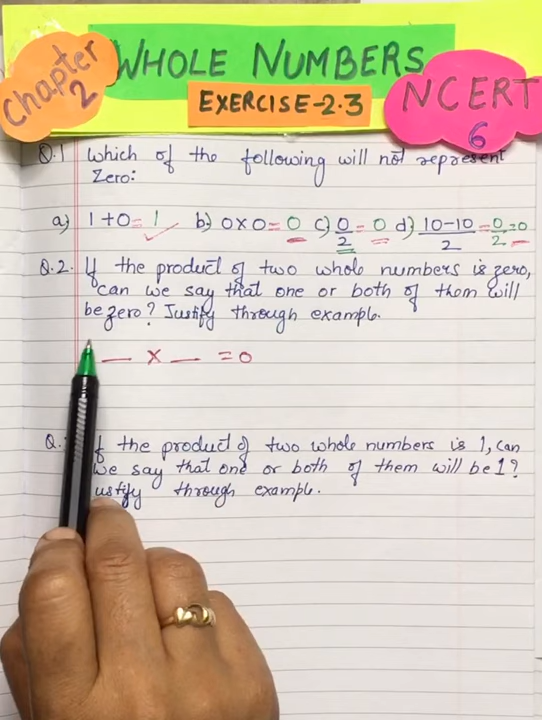 Chapter
2
WHOLE NUMBERS
EXERCISE-2.3
NCERT
6
Q.1 Which of the following will not represent
Zero:
a) 1+0=1 b) 0×0=0 c) 0/2=0 d) 10-10/2=0/2=0
Q.2. If the product of two whole numbers is zero,
can we say that one or both of them will
be zero? Justify through example.
__ × __ = 0
Q. If the product of two whole numbers is 1, can
we say that one or both of them will be 1?
Justify through example.